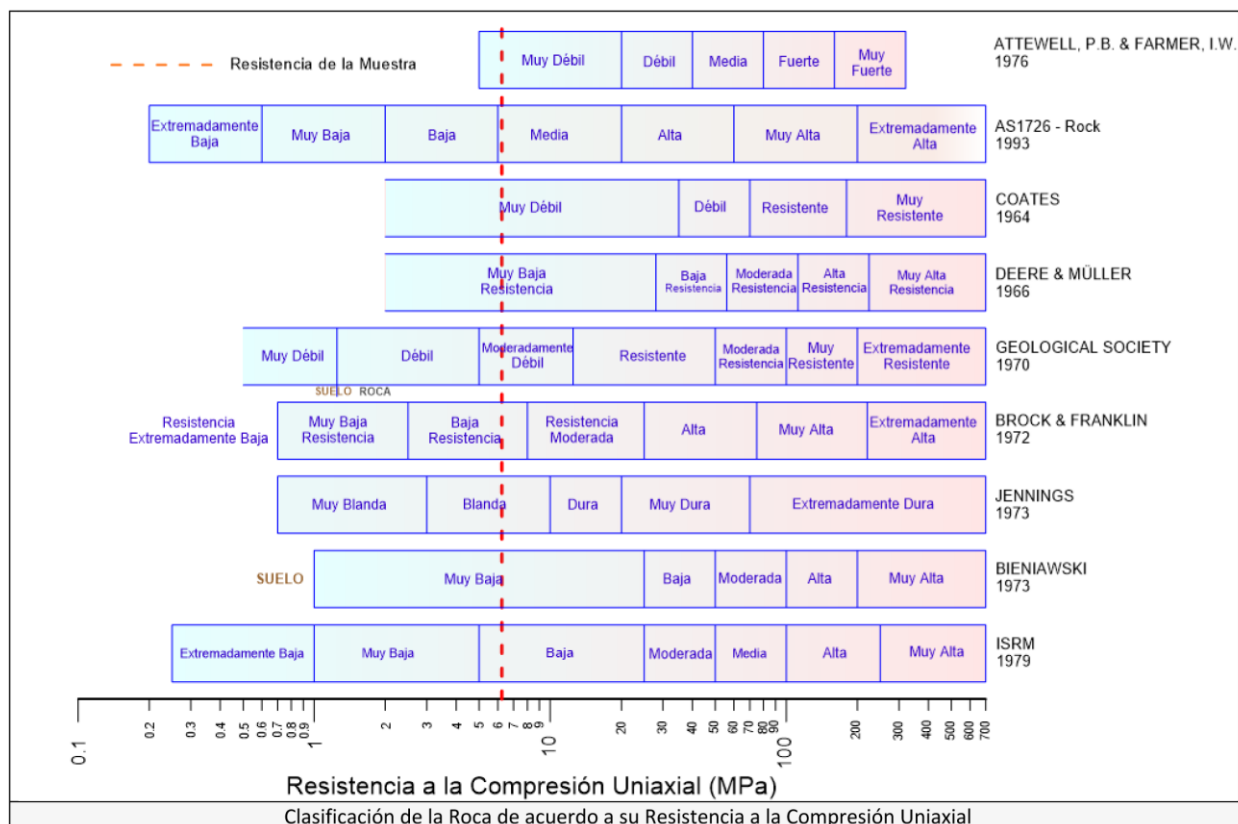 Resistencia de la Muestra
Muy Débil
Débil
Media
Fuerte
Muy
Fuerte
ATTEWELL, P.B. & FARMER, I.W.
1976
Extremadamente
Baja
Muy Baja
Baja
Media
Alta
Muy Alta
Extremadamente
Alta
AS1726 - Rock
1993
Muy Débil
Débil
Resistente
Muy
Resistente
COATES
1964
Muy Baja
Resistencia
Baja
Resistencia
Moderada
Resistencia
Alta
Resistencia
Muy Alta
Resistencia
DEERE & MÜLLER
1966
Muy Débil
Débil
Moderadamente
Débil
Resistente
Moderada
Resistencia
Muy
Resistente
Extremadamente
Resistente
GEOLOGICAL SOCIETY
1970
SUELO ROCA
Resistencia
Extremadamente Baja
Muy Baja
Resistencia
Baja
Resistencia
Resistencia
Moderada
Alta
Muy Alta
Extremadamente
Alta
BROCK & FRANKLIN
1972
Muy Blanda
Blanda
Dura
Muy Dura
Extremadamente Dura
JENNINGS
1973
SUELO
Muy Baja
Baja
Moderada
Alta
Muy Alta
BIENIAWSKI
1973
Extremadamente Baja
Muy Baja
Baja
Moderada
Media
Alta
Muy Alta
ISRM
1979
0.1
0.2
0.3
0.4
0.5
0.6
0.7
0.8
0.9
1
2
3
4
5
6
7
8
9
10
20
30
40
50
60
70
80
90
100
200
300
400
500
600
700
Resistencia a la Compresión Uniaxial (MPa)
Clasificación de la Roca de acuerdo a su Resistencia a la Compresión Uniaxial